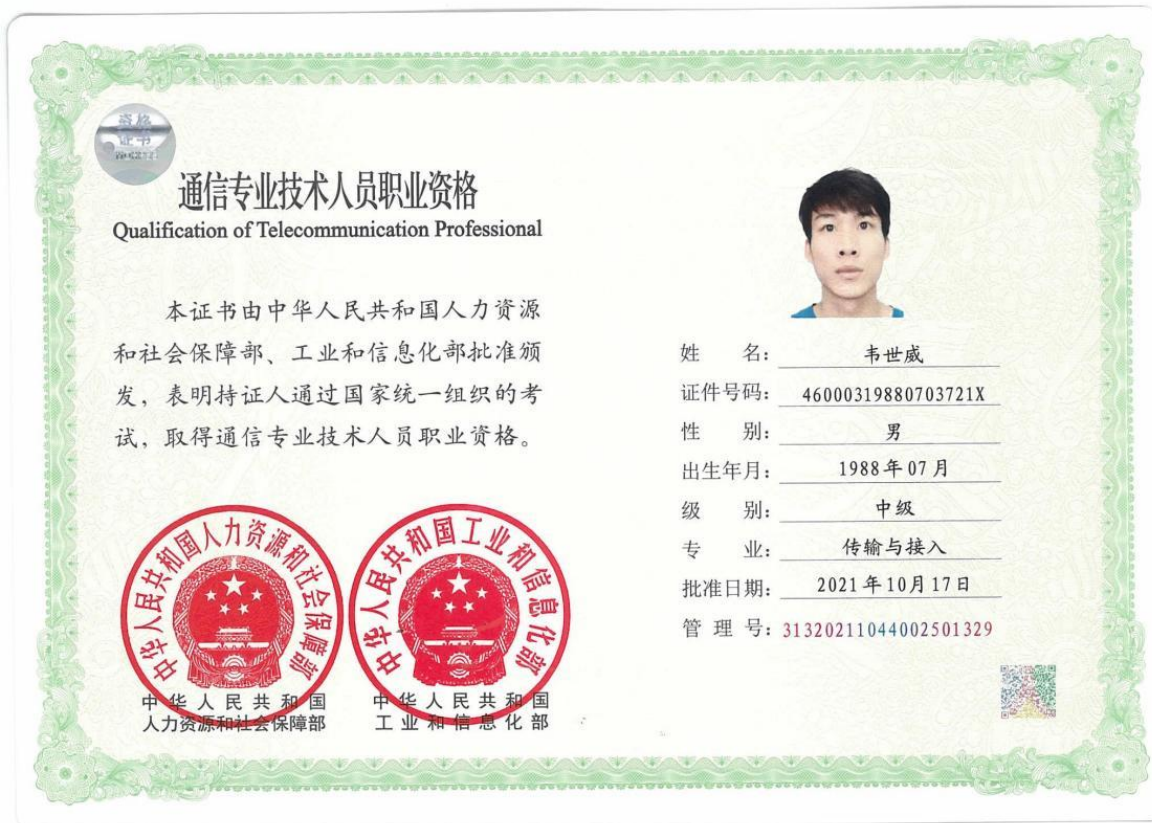 资格
证书
通信专业技术人员职业资格
Qualification of Telecommunication Professional
本证书由中华人民共和国人力资源
和社会保障部、工业和信息化部批准颁
发，表明持证人通过国家统一组织的考
试，取得通信专业技术人员职业资格。
中华人民共和国人力资源和社会保障部
中华人民共和国
人力资源和社会保障部
中华人民共和国工业和信息化部
中华人民共和国
工业和信息化部
姓 名： 韦世威
证件号码： 46000319880703721X
性 别： 男
出生年月： 1988年07月
级 别： 中级
专 业： 传输与接入
批准日期： 2021年10月17日
管 理 号： 31320211044002501329